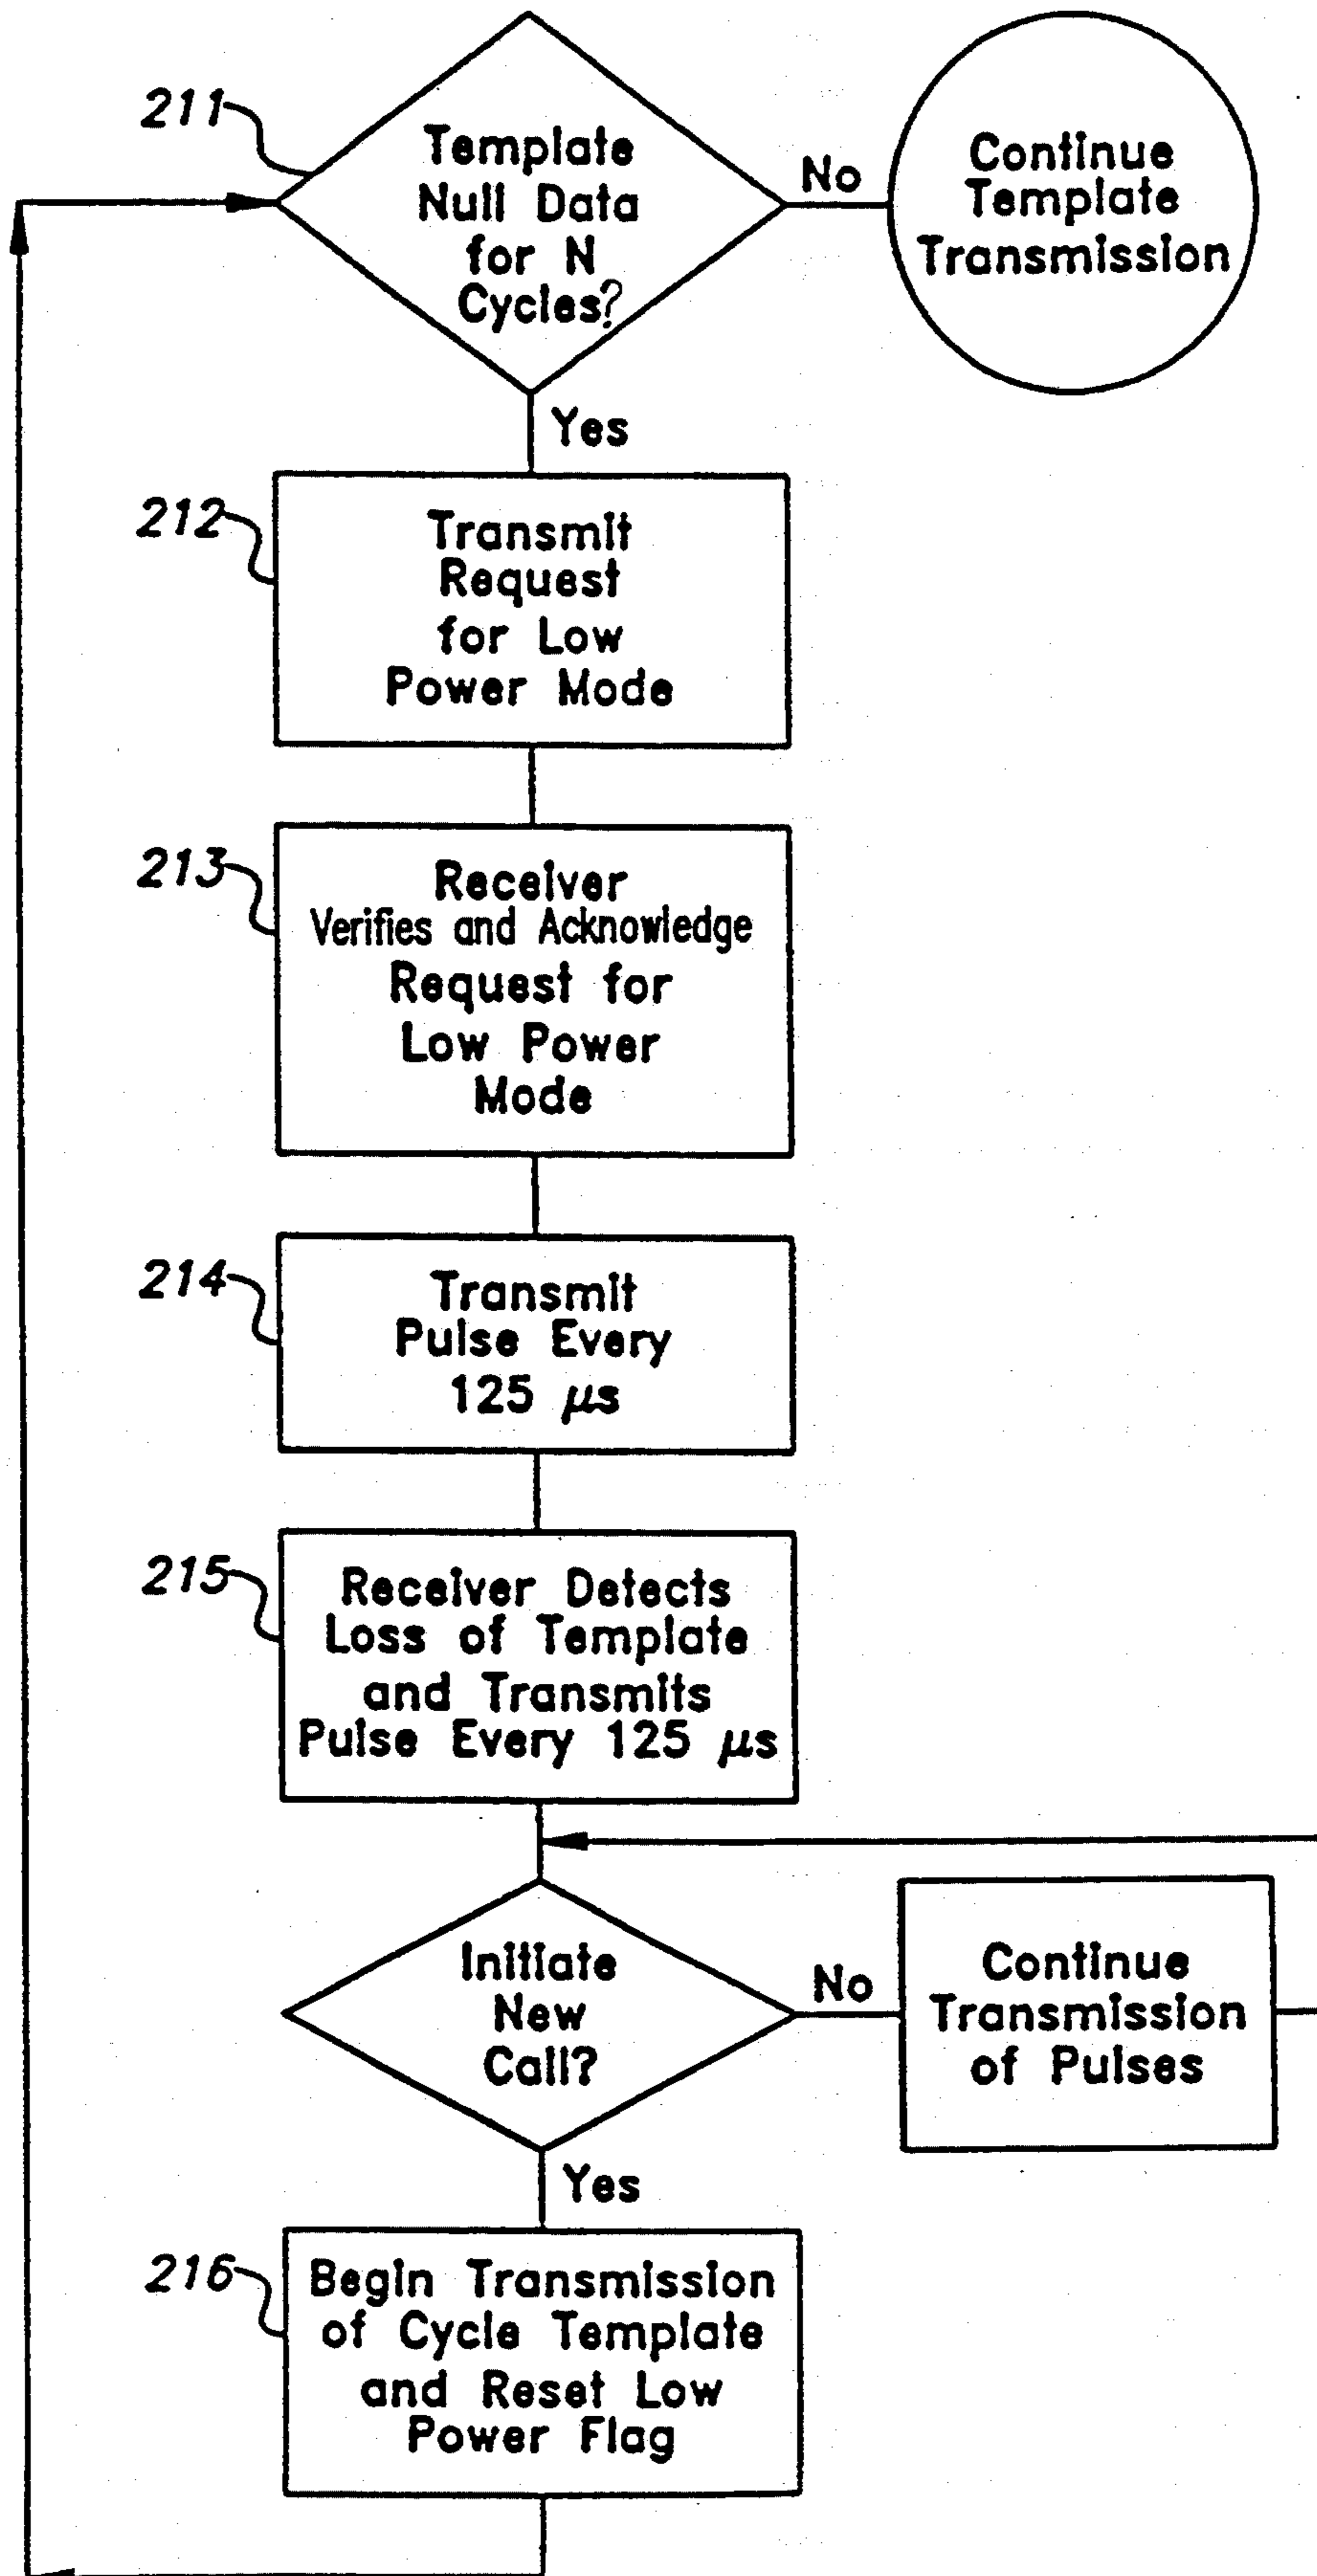 211
Template
Null Data
for N
Cycles?
No
Continue
Template
Transmission
Yes
212
Transmit
Request
for Low
Power Mode
213
Receiver
Verifies and Acknowledge
Request for
Low Power
Mode
214
Transmit
Pulse Every
125 μs
215
Receiver Detects
Loss of Template
and Transmits
Pulse Every 125 μs
Initiate
New
Call?
No
Continue
Transmission
of Pulses
Yes
216
Begin Transmission
of Cycle Template
and Reset Low
Power Flag